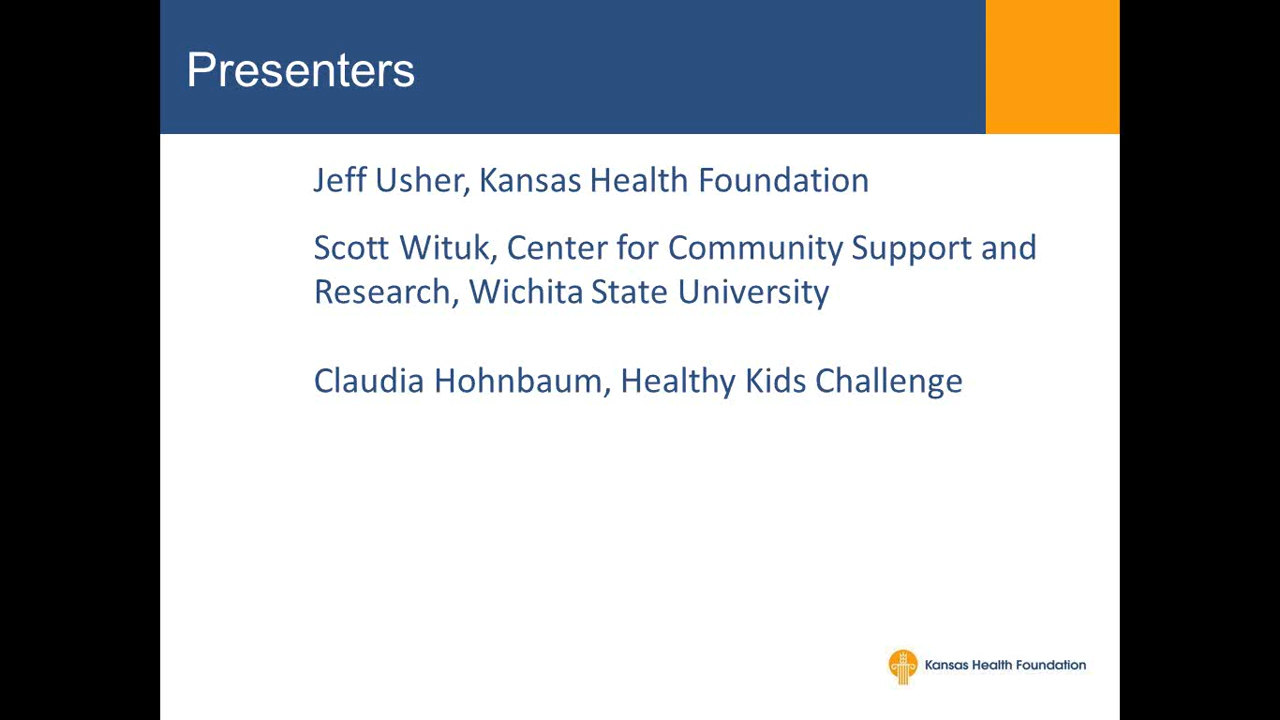 Presenters
Jeff Usher, Kansas Health Foundation
Scott Wituk, Center for Community Support and
Research, Wichita State University
Claudia Hohnbaum, Healthy Kids Challenge
Kansas Health Foundation